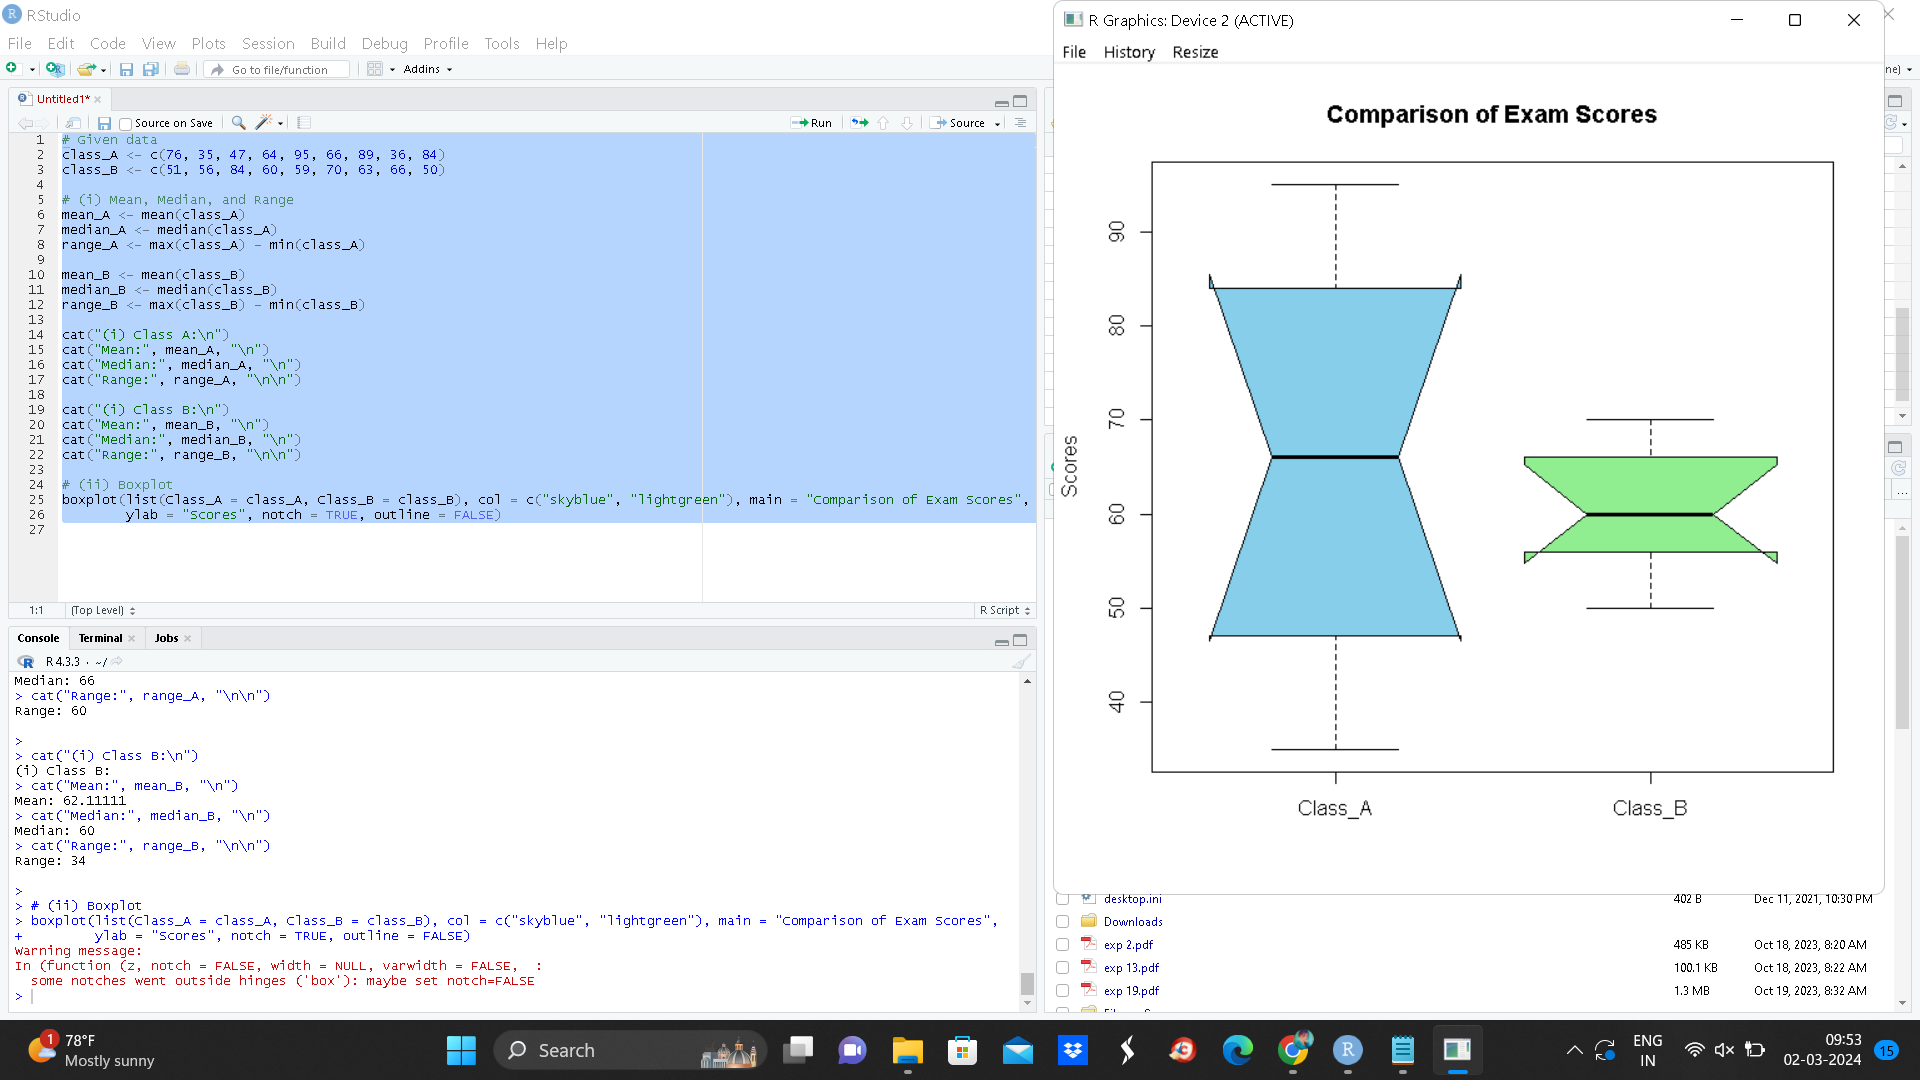 RStudio
File Edit Code View Plots Session Build Debug Profile Tools Help
Go to file/function
Addins
Untitled1*
Source on Save
Run
Source
1 # Given data
2 class_A <- c(76, 35, 47, 64, 95, 66, 89, 36, 84)
3 class_B <- c(51, 56, 84, 60, 59, 70, 63, 66, 50)
4
5 # (i) Mean, Median, and Range
6 mean_A <- mean(class_A)
7 median_A <- median(class_A)
8 range_A <- max(class_A) - min(class_A)
9
10 mean_B <- mean(class_B)
11 median_B <- median(class_B)
12 range_B <- max(class_B) - min(class_B)
13
14 cat("(i) Class A:\n")
15 cat("Mean:", mean_A, "\n")
16 cat("Median:", median_A, "\n")
17 cat("Range:", range_A, "\n\n")
18
19 cat("(i) Class B:\n")
20 cat("Mean:", mean_B, "\n")
21 cat("Median:", median_B, "\n")
22 cat("Range:", range_B, "\n\n")
23
24 # (ii) Boxplot
25 boxplot(list(Class_A = class_A, Class_B = class_B), col = c("skyblue", "lightgreen"), main = "Comparison of Exam Scores",
26 ylab = "Scores", notch = TRUE, outline = FALSE)
27
1:1 (Top Level) R Script
Console Terminal Jobs
R 4.3.3 · ~/
Median: 66
> cat("Range:", range_A, "\n\n")
Range: 60
>
> cat("(i) Class B:\n")
(i) Class B:
> cat("Mean:", mean_B, "\n")
Mean: 62.11111
> cat("Median:", median_B, "\n")
Median: 60
> cat("Range:", range_B, "\n\n")
Range: 34
>
> # (ii) Boxplot
> boxplot(list(Class_A = class_A, Class_B = class_B), col = c("skyblue", "lightgreen"), main = "Comparison of Exam Scores",
+ ylab = "Scores", notch = TRUE, outline = FALSE)
Warning message:
In (function (z, notch = FALSE, width = NULL, varwidth = FALSE, :
some notches went outside hinges ('box'): maybe set notch=FALSE
>
R Graphics: Device 2 (ACTIVE)
File History Resize
Comparison of Exam Scores
Scores
90
80
70
60
50
40
Class_A Class_B
ne)
...
desktop.ini 402 B Dec 11, 2021, 10:30 PM
Downloads
exp 2.pdf 485 KB Oct 18, 2023, 8:20 AM
exp 13.pdf 100.1 KB Oct 18, 2023, 8:22 AM
exp 19.pdf 1.3 MB Oct 19, 2023, 8:32 AM
1
78°F
Mostly sunny
Search
ENG
IN
09:53
02-03-2024
15